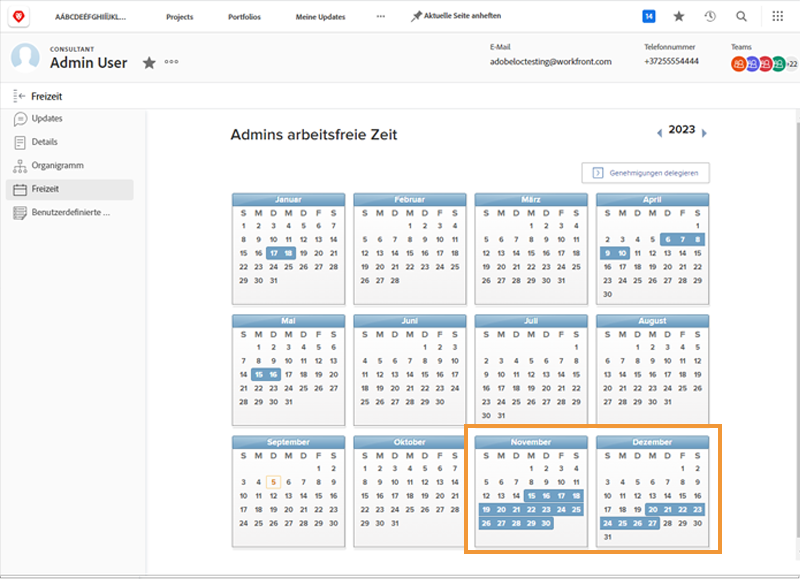 AÁBCDEÉFGHIÍÏJKL...
Projects
Portfolios
Meine Updates
Aktuelle Seite anheften
14
CONSULTANT
Admin User
E-Mail
adobeloctesting@workfront.com
Telefonnummer
+37255554444
Teams
+22
Freizeit
Updates
Details
Organigramm
Freizeit
Benutzerdefinierte ...
Admins arbeitsfreie Zeit
2023
Genehmigungen delegieren
Januar
S M D M D F S
1 2 3 4 5 6 7
8 9 10 11 12 13 14
15 16 17 18 19 20 21
22 23 24 25 26 27 28
29 30 31
Februar
S M D M D F S
1 2 3 4
5 6 7 8 9 10 11
12 13 14 15 16 17 18
19 20 21 22 23 24 25
26 27 28
März
S M D M D F S
1 2 3 4
5 6 7 8 9 10 11
12 13 14 15 16 17 18
19 20 21 22 23 24 25
26 27 28 29 30 31
April
S M D M D F S
1
2 3 4 5 6 7 8
9 10 11 12 13 14 15
16 17 18 19 20 21 22
23 24 25 26 27 28 29
30
Mai
S M D M D F S
1 2 3 4 5 6
7 8 9 10 11 12 13
14 15 16 17 18 19 20
21 22 23 24 25 26 27
28 29 30 31
Juni
S M D M D F S
1 2 3
4 5 6 7 8 9 10
11 12 13 14 15 16 17
18 19 20 21 22 23 24
25 26 27 28 29 30
Juli
S M D M D F S
1
2 3 4 5 6 7 8
9 10 11 12 13 14 15
16 17 18 19 20 21 22
23 24 25 26 27 28 29
30 31
August
S M D M D F S
1 2 3 4 5
6 7 8 9 10 11 12
13 14 15 16 17 18 19
20 21 22 23 24 25 26
27 28 29 30 31
September
S M D M D F S
1 2
3 4 5 6 7 8 9
10 11 12 13 14 15 16
17 18 19 20 21 22 23
24 25 26 27 28 29 30
Oktober
S M D M D F S
1 2 3 4 5 6 7
8 9 10 11 12 13 14
15 16 17 18 19 20 21
22 23 24 25 26 27 28
29 30 31
November
S M D M D F S
1 2 3 4
5 6 7 8 9 10 11
12 13 14 15 16 17 18
19 20 21 22 23 24 25
26 27 28 29 30
Dezember
S M D M D F S
1 2
3 4 5 6 7 8 9
10 11 12 13 14 15 16
17 18 19 20 21 22 23
24 25 26 27 28 29 30
31